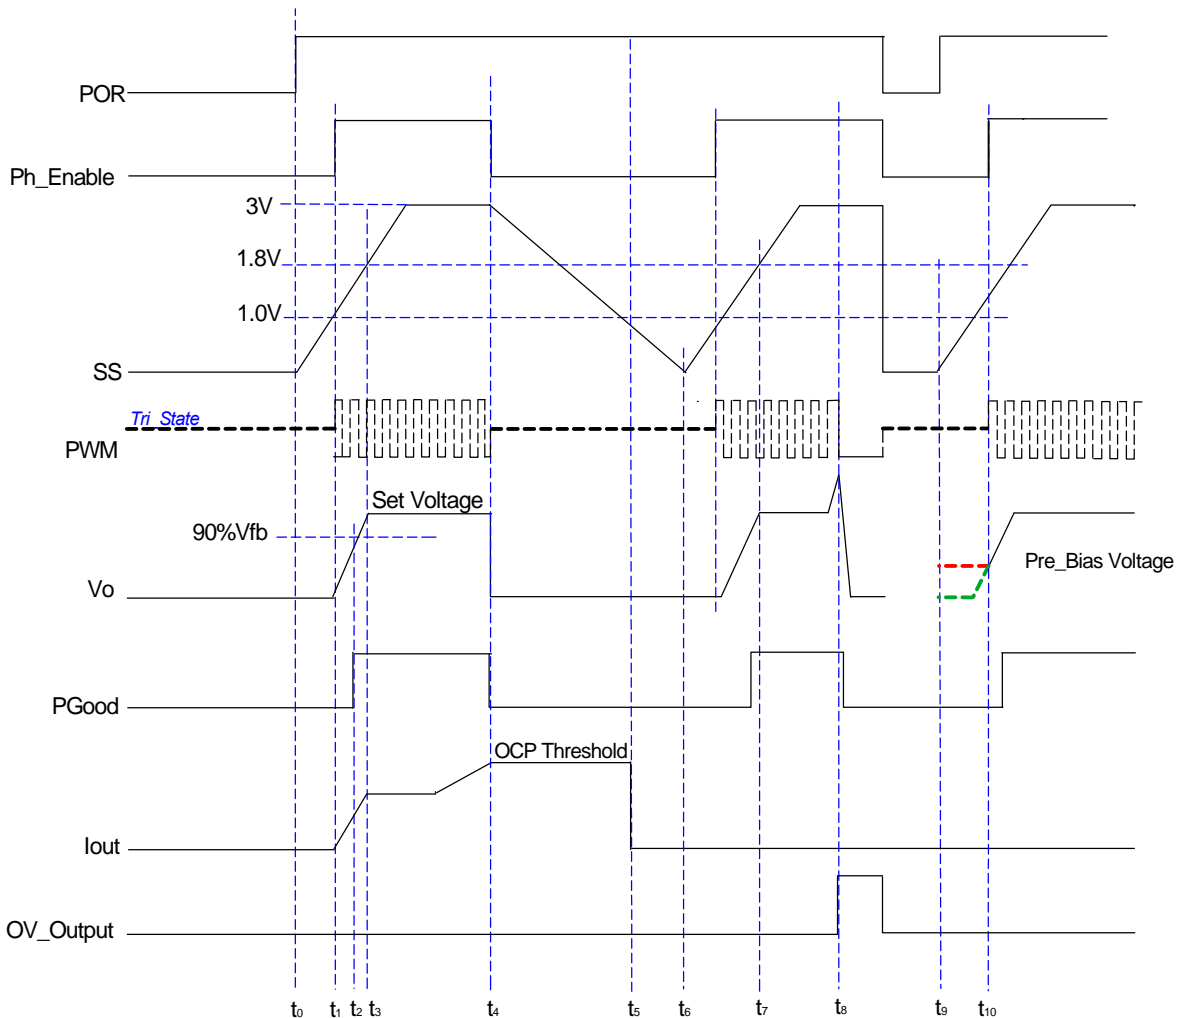 POR
Ph_Enable
3V
1.8V
1.0V
SS
Tri_State
PWM
Set Voltage
90%Vfb
Pre_Bias Voltage
Vo
PGood
OCP Threshold
Iout
OV_Output
t0 t1 t2 t3 t4 t5 t6 t7 t8 t9 t10